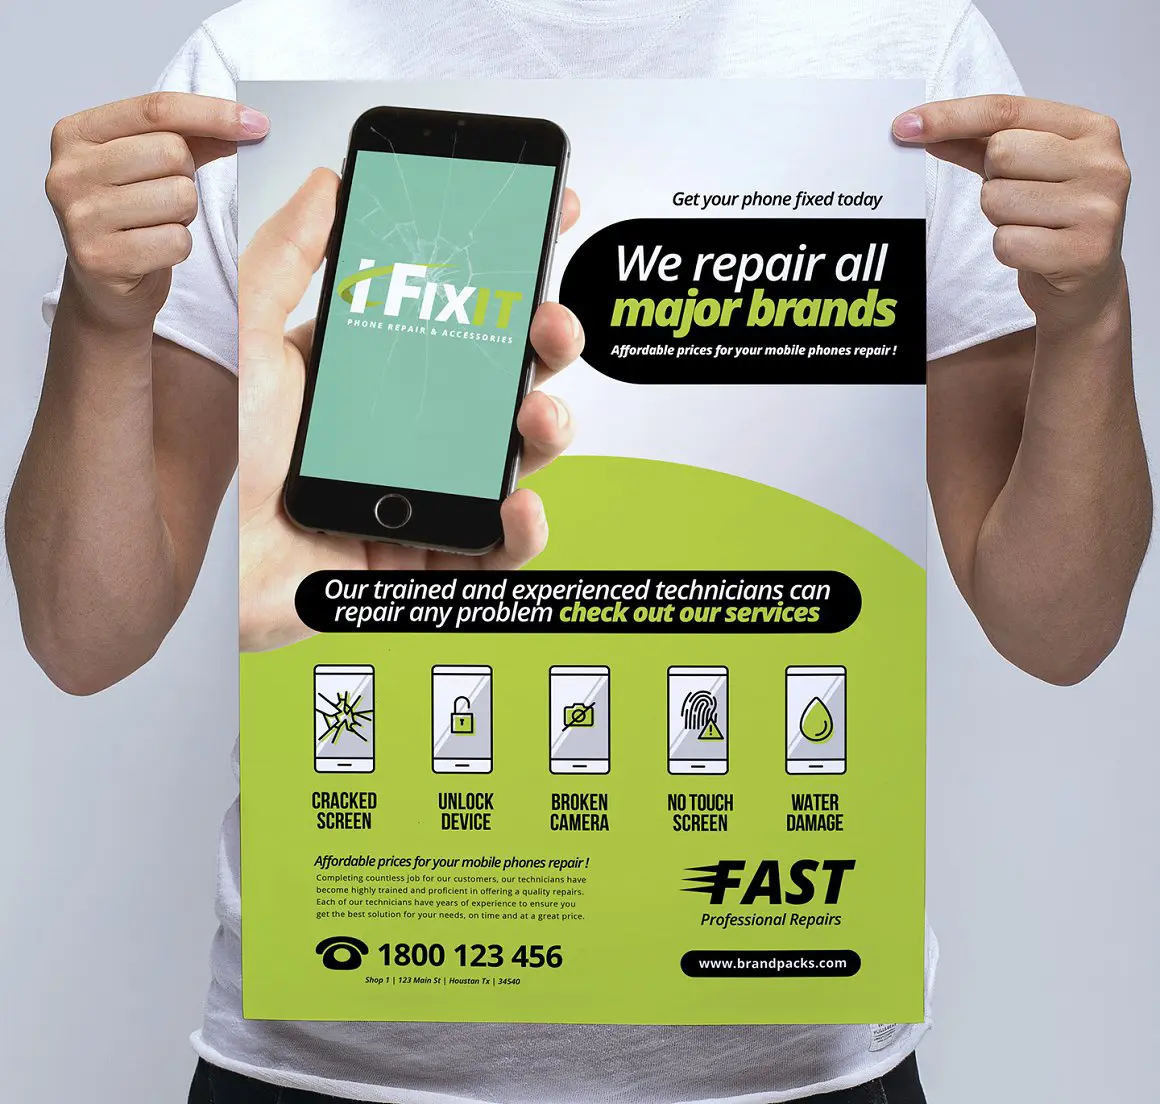 Get your phone fixed today
We repair all
major brands
Affordable prices for your mobile phones repair !
I FIXIT
PHONE REPAIR & ACCESSORIES
Our trained and experienced technicians can
repair any problem check out our services
CRACKED
SCREEN
UNLOCK
DEVICE
BROKEN
CAMERA
NO TOUCH
SCREEN
WATER
DAMAGE
Affordable prices for your mobile phones repair !
Completing countless job for our customers, our technicians have
become highly trained and proficient in offering a quality repairs.
Each of our technicians have years of experience to ensure you
get the best solution for your needs, on time and at a great price.
1800 123 456
Shop 1 | 123 Main St | Houstan Tx | 34540
FAST
Professional Repairs
www.brandpacks.com